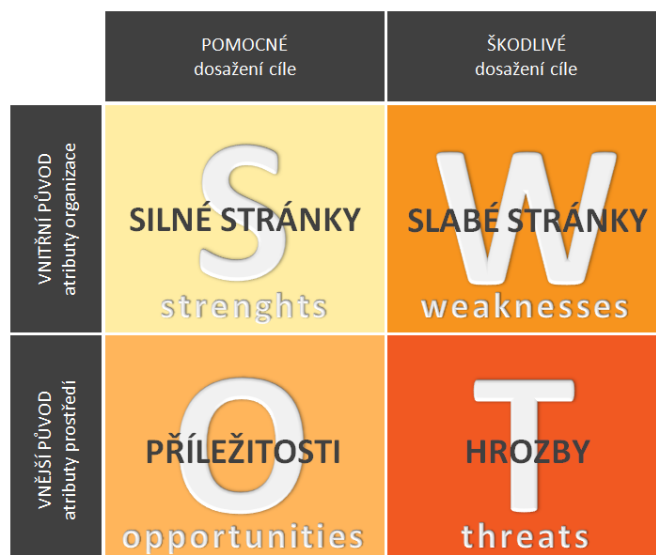 POMOCNÉ
dosažení cíle
ŠKODLIVÉ
dosažení cíle
VNITŘNÍ PŮVOD
atributy organizace
S
SILNÉ STRÁNKY
strenghts
W
SLABÉ STRÁNKY
weaknesses
VNĚJŠÍ PŮVOD
atributy prostředí
O
PŘÍLEŽITOSTI
opportunities
T
HROZBY
threats